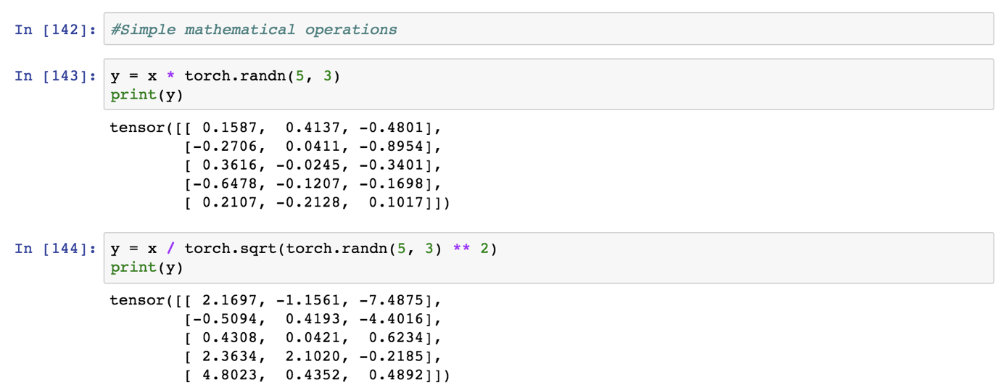 In [142]: #Simple mathematical operations
In [143]: y = x * torch.randn(5, 3)
print(y)
tensor([[ 0.1587,  0.4137, -0.4801],
        [-0.2706,  0.0411, -0.8954],
        [ 0.3616, -0.0245, -0.3401],
        [-0.6478, -0.1207, -0.1698],
        [ 0.2107, -0.2128,  0.1017]])
In [144]: y = x / torch.sqrt(torch.randn(5, 3) ** 2)
print(y)
tensor([[ 2.1697, -1.1561, -7.4875],
        [-0.5094,  0.4193, -4.4016],
        [ 0.4308,  0.0421,  0.6234],
        [ 2.3634,  2.1020, -0.2185],
        [ 4.8023,  0.4352,  0.4892]])